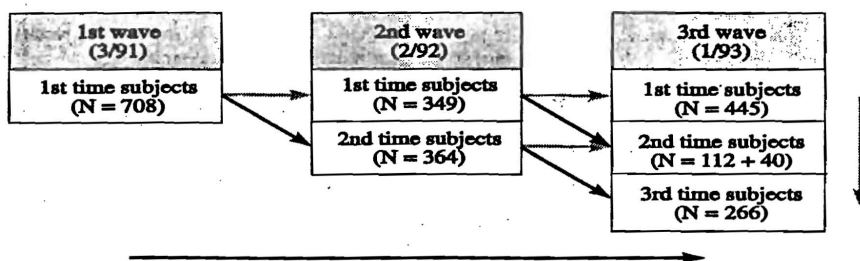 1st wave
(3/91)
1st time subjects
(N = 708)
2nd wave
(2/92)
1st time subjects
(N = 349)
2nd time subjects
(N = 364)
3rd wave
(1/93)
1st time subjects
(N = 445)
2nd time subjects
(N = 112 + 40)
3rd time subjects
(N = 266)